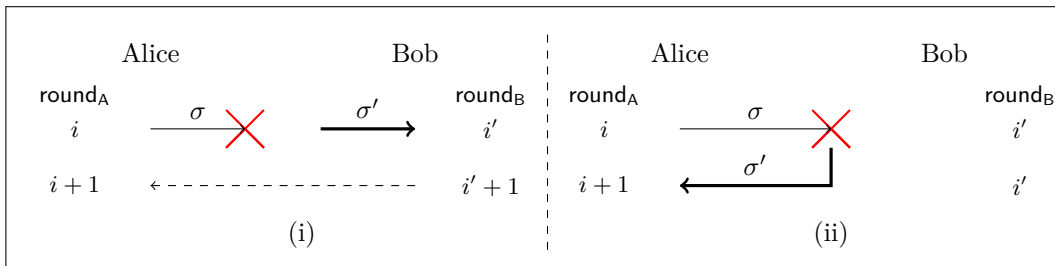 Alice Bob Alice Bob
round_A round_B round_A round_B
i σ σ′ i′ i σ i′
i + 1 i′ + 1 i + 1 σ′ i′
(i) (ii)